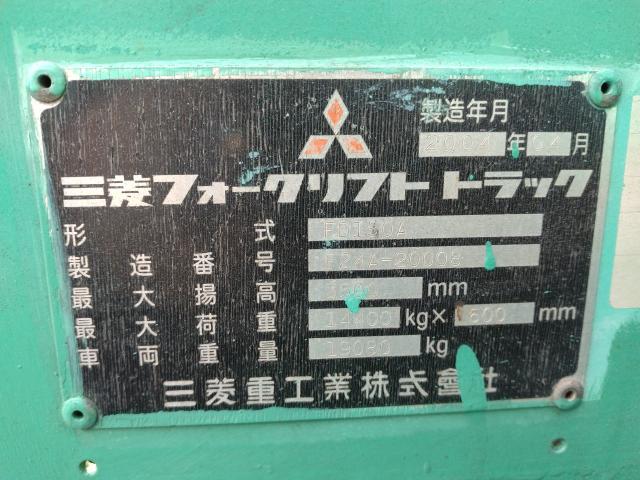 製造年月
2004年04月
三菱フォークリフトトラック
形式
製造番号 F24A-20008
最大揚高 mm
最大荷重 kg× 600 mm
車両重量 19080 kg
三菱重工業株式會社